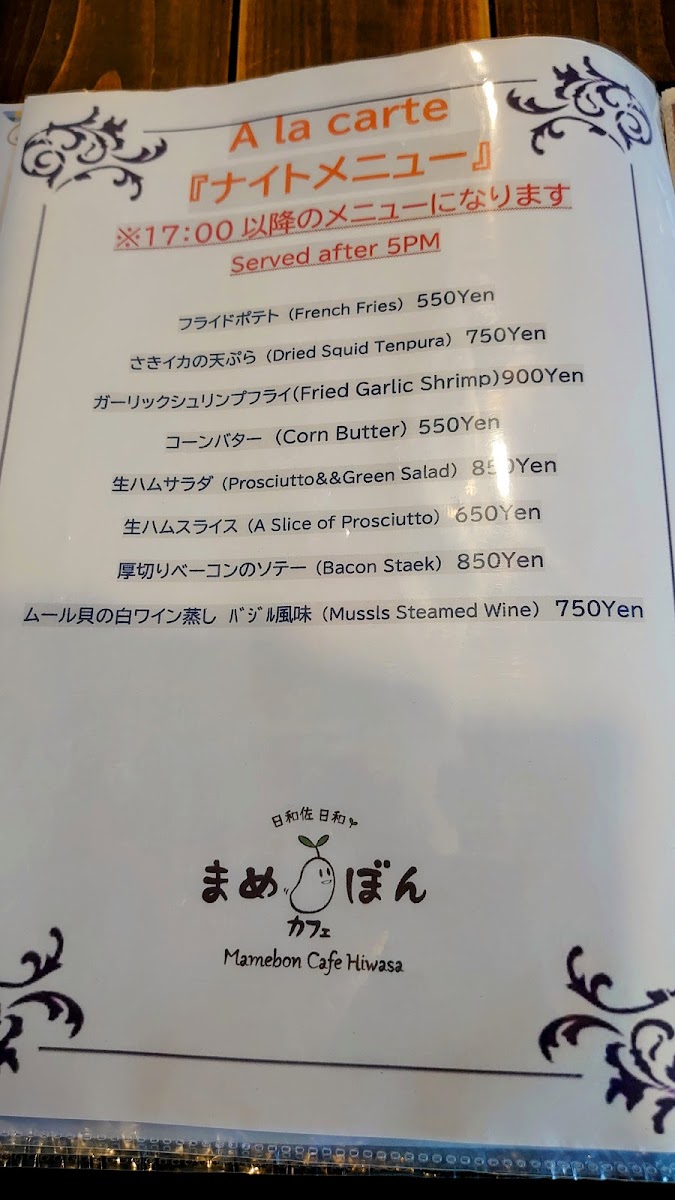 A la carte
『ナイトメニュー』
※17:00 以降のメニューになります
Served after 5PM
フライドポテト (French Fries) 550Yen
さきイカの天ぷら (Dried Squid Tenpura) 750Yen
ガーリックシュリンプフライ(Fried Garlic Shrimp)900Yen
コーンバター (Corn Butter) 550Yen
生ハムサラダ (Prosciutto&&Green Salad) 850Yen
生ハムスライス (A Slice of Prosciutto) 650Yen
厚切りベーコンのソテー (Bacon Staek) 850Yen
ムール貝の白ワイン蒸し ﾊﾞｼﾞﾙ風味 (Mussls Steamed Wine) 750Yen
日和佐日和
まめぼん
カフェ
Mamebon Cafe Hiwasa